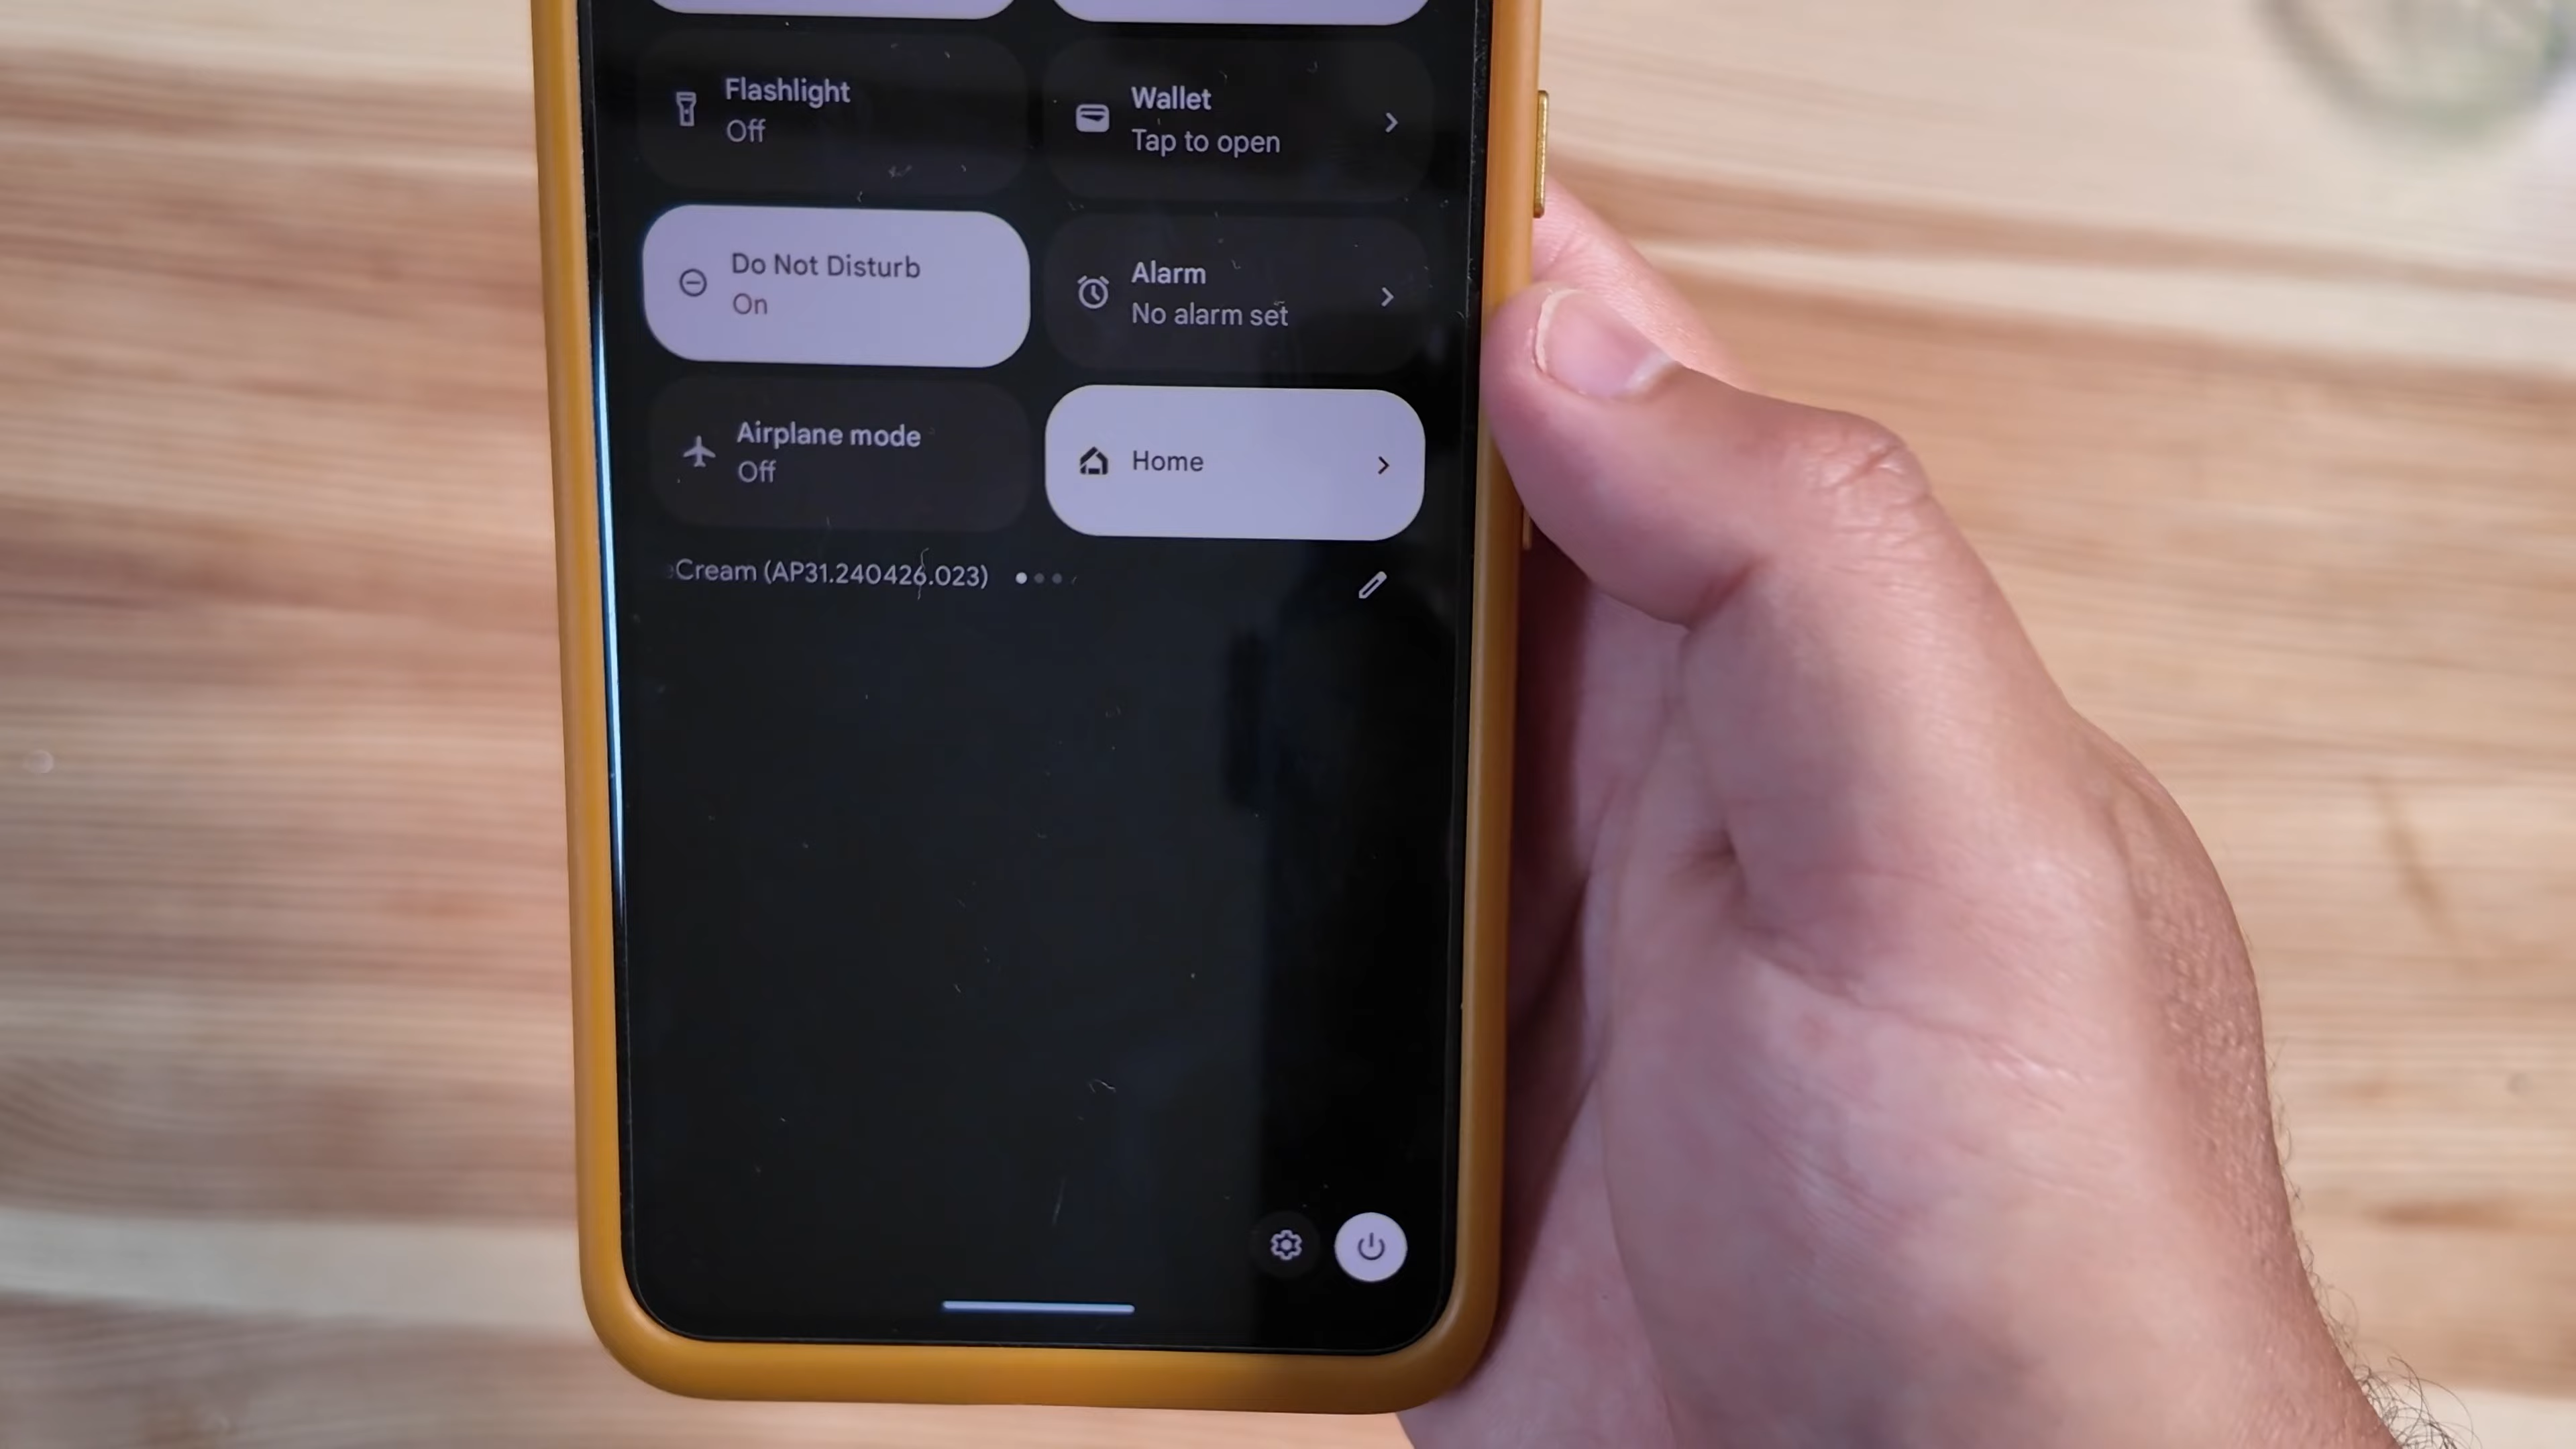 Flashlight
Off
Wallet
Tap to open
Do Not Disturb
On
Alarm
No alarm set
Airplane mode
Off
Home
eCream (AP31.240426.023)